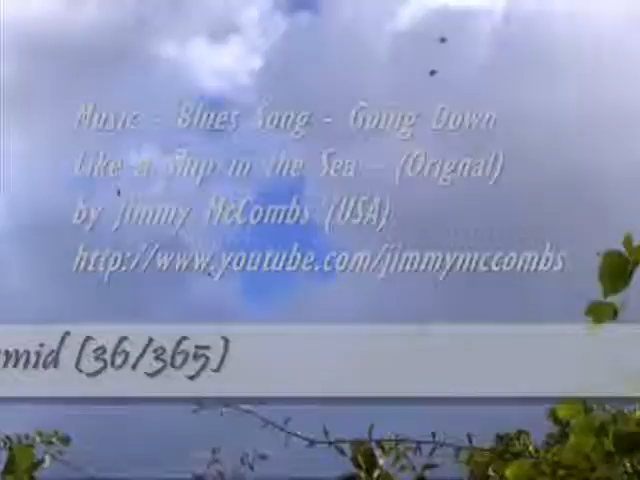 Music - Blues Song - Going Down
Like a Ship in the Sea - (Orignal)
by Jimmy McCombs (USA)
http://www.youtube.com/jimmymccombs
mid (36/365)